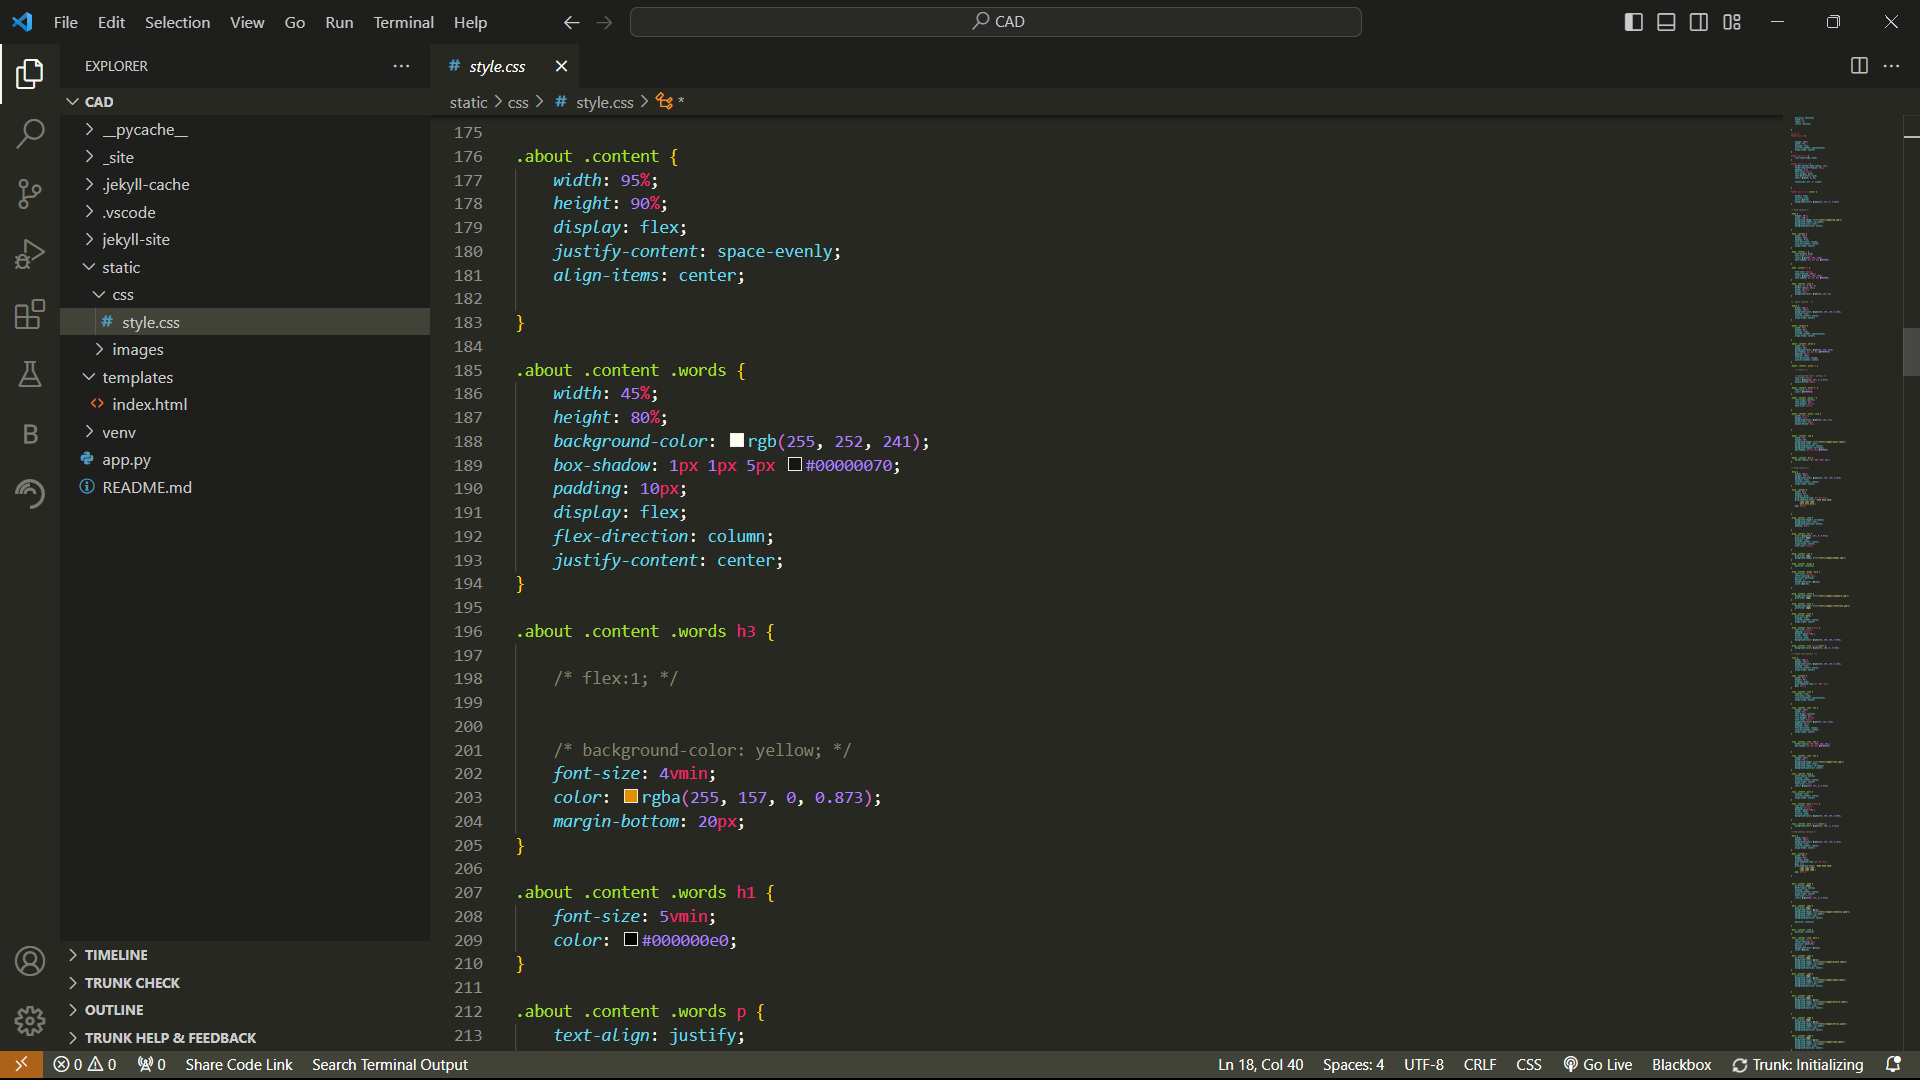 File Edit Selection View Go Run Terminal Help
CAD
EXPLORER
style.css
CAD
static > css > # style.css > *
__pycache__
_site
.jekyll-cache
.vscode
jekyll-site
static
css
# style.css
images
templates
<> index.html
venv
app.py
README.md
TIMELINE
TRUNK CHECK
OUTLINE
TRUNK HELP & FEEDBACK
175
176 .about .content {
177 width: 95%;
178 height: 90%;
179 display: flex;
180 justify-content: space-evenly;
181 align-items: center;
182
183 }
184
185 .about .content .words {
186 width: 45%;
187 height: 80%;
188 background-color: rgb(255, 252, 241);
189 box-shadow: 1px 1px 5px #00000070;
190 padding: 10px;
191 display: flex;
192 flex-direction: column;
193 justify-content: center;
194 }
195
196 .about .content .words h3 {
197
198 /* flex:1; */
199
200
201 /* background-color: yellow; */
202 font-size: 4vmin;
203 color: rgba(255, 157, 0, 0.873);
204 margin-bottom: 20px;
205 }
206
207 .about .content .words h1 {
208 font-size: 5vmin;
209 color: #000000e0;
210 }
211
212 .about .content .words p {
213 text-align: justify;
0 0 0 Share Code Link Search Terminal Output Ln 18, Col 40 Spaces: 4 UTF-8 CRLF CSS Go Live Blackbox Trunk: Initializing